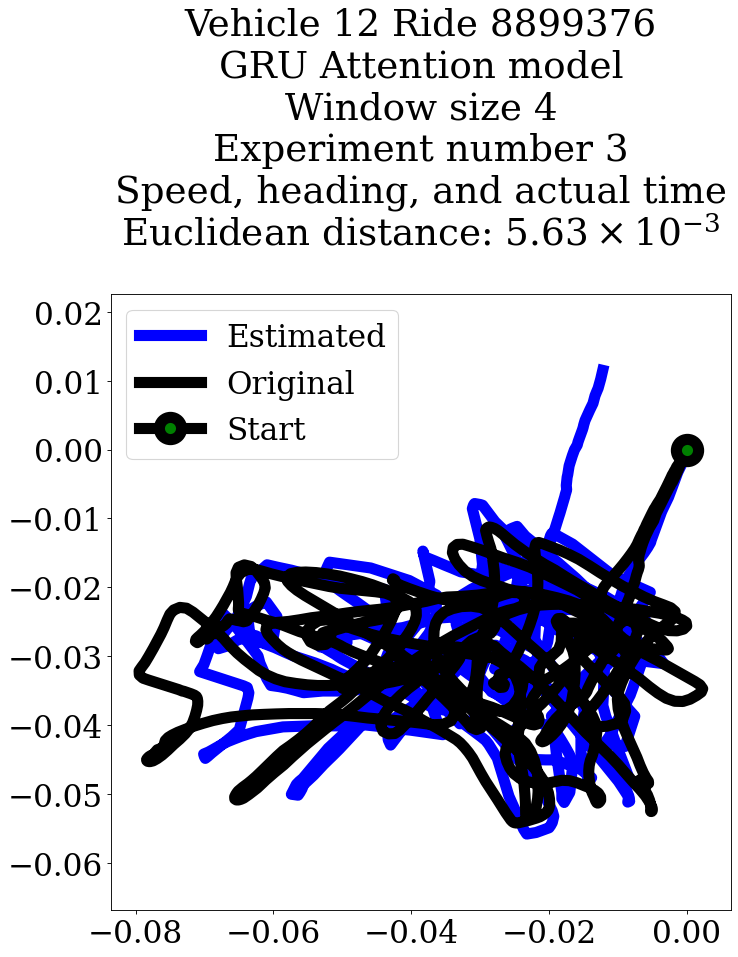 Vehicle 12 Ride 8899376
GRU Attention model
Window size 4
Experiment number 3
Speed, heading, and actual time
Euclidean distance: 5.63 × 10⁻³
0.02
0.01
0.00
−0.01
−0.02
−0.03
−0.04
−0.05
−0.06
Estimated
Original
Start
−0.08 −0.06 −0.04 −0.02 0.00